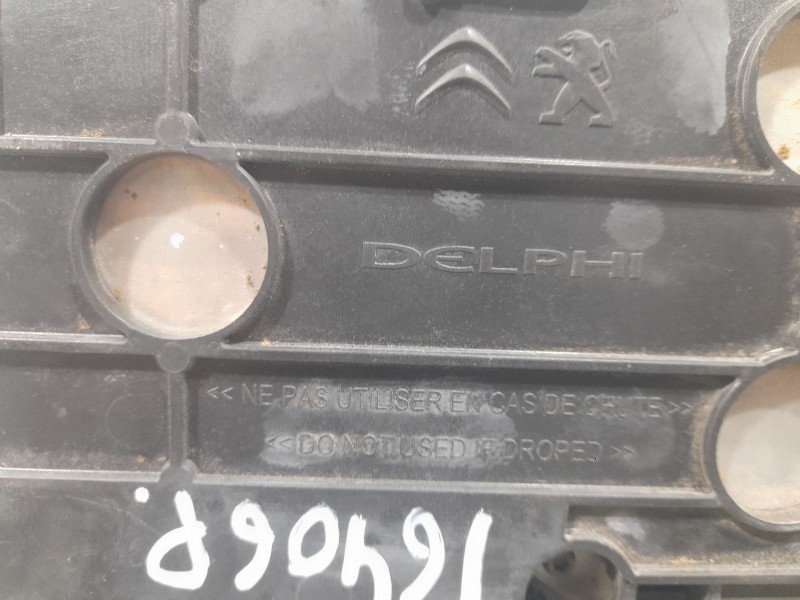 DELPHI
<< NE PAS UTILISER EN CAS DE CHUTE >>
<< DO NOT USED IF DROPED >>
16406P.